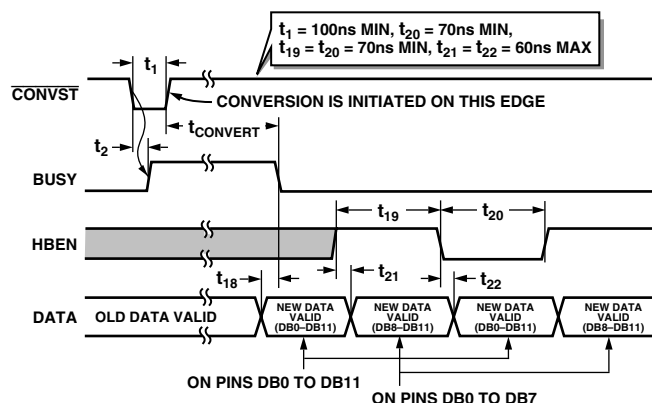 t1 = 100ns MIN, t20 = 70ns MIN,
t19 = t20 = 70ns MIN, t21 = t22 = 60ns MAX
t1
CONVST
CONVERSION IS INITIATED ON THIS EDGE
tCONVERT
t2
BUSY
t19
t20
HBEN
t18
t21
t22
DATA
OLD DATA VALID
NEW DATA
VALID
(DB0–DB11)
NEW DATA
VALID
(DB8–DB11)
NEW DATA
VALID
(DB0–DB11)
NEW DATA
VALID
(DB8–DB11)
ON PINS DB0 TO DB11
ON PINS DB0 TO DB7